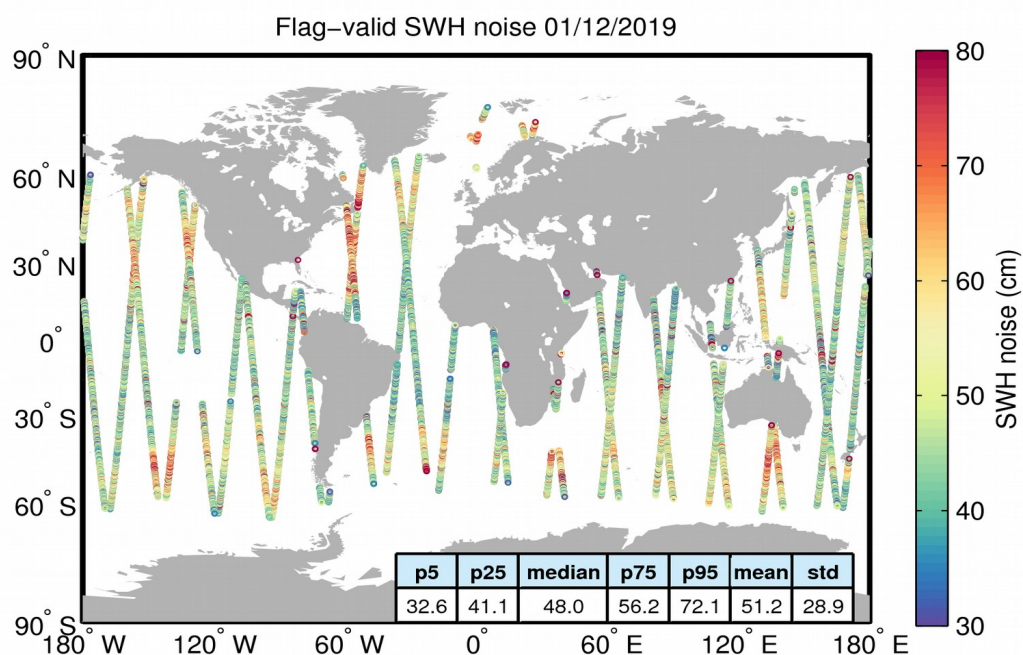 Flag−valid SWH noise 01/12/2019
90° N
60° N
30° N
0°
30° S
60° S
90° S
180° W
120° W
60° W
0°
60° E
120° E
180° E
80
70
60
50
40
30
SWH noise (cm)
p5 p25 median p75 p95 mean std
32.6 41.1 48.0 56.2 72.1 51.2 28.9